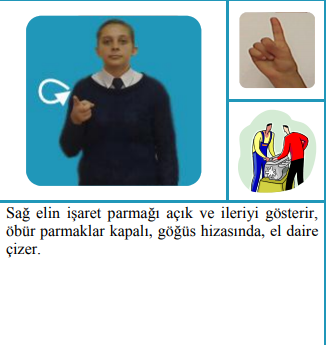 Sağ elin işaret parmağı açık ve ileriyi gösterir,
öbür parmaklar kapalı, göğüs hizasında, el daire
çizer.